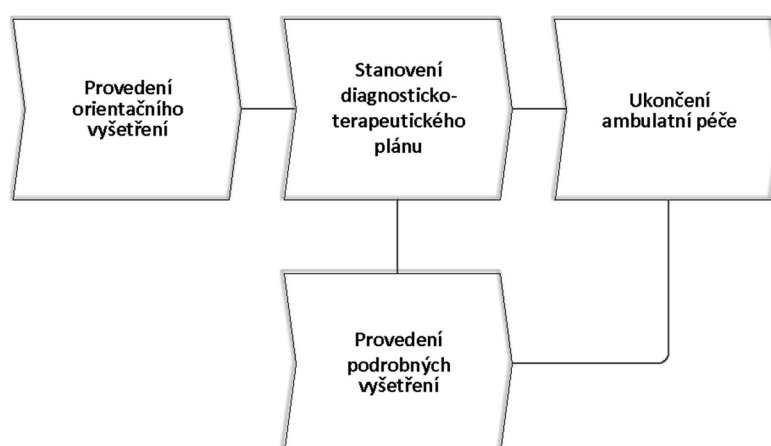 Provedení
orientačního
vyšetření
Stanovení
diagnosticko-
terapeutického
plánu
Ukončení
ambulatní péče
Provedení
podrobných
vyšetření